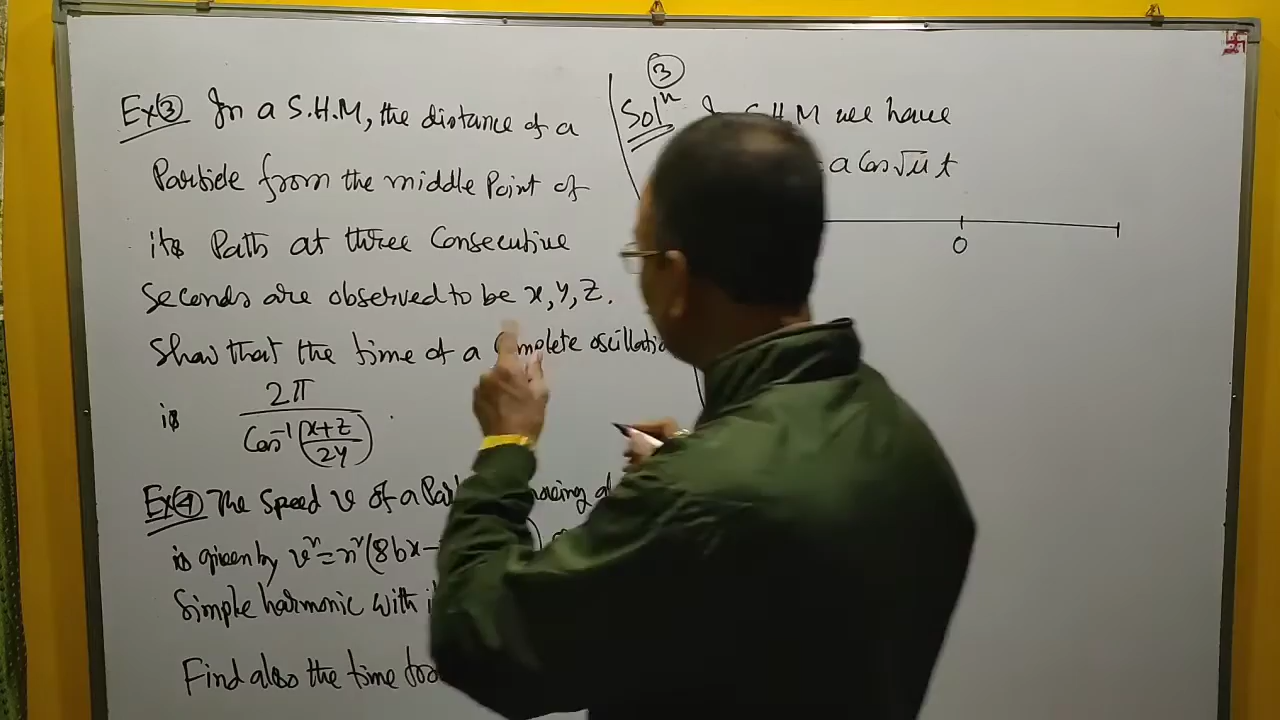 Ex③ In a S.H.M, the distance of a
Particle from the middle Point of
its Path at three Consecutive
Seconds are observed to be x, y, z.
Show that the time of a Complete
is 2π / Cos⁻¹((x+z)/2y) .
Ex④ The Speed v of a
is given by v² = n²(8bx-
Simple harmonic with
Find also the time
③
Solⁿ S.H.M we have
a Cos√μ t
O